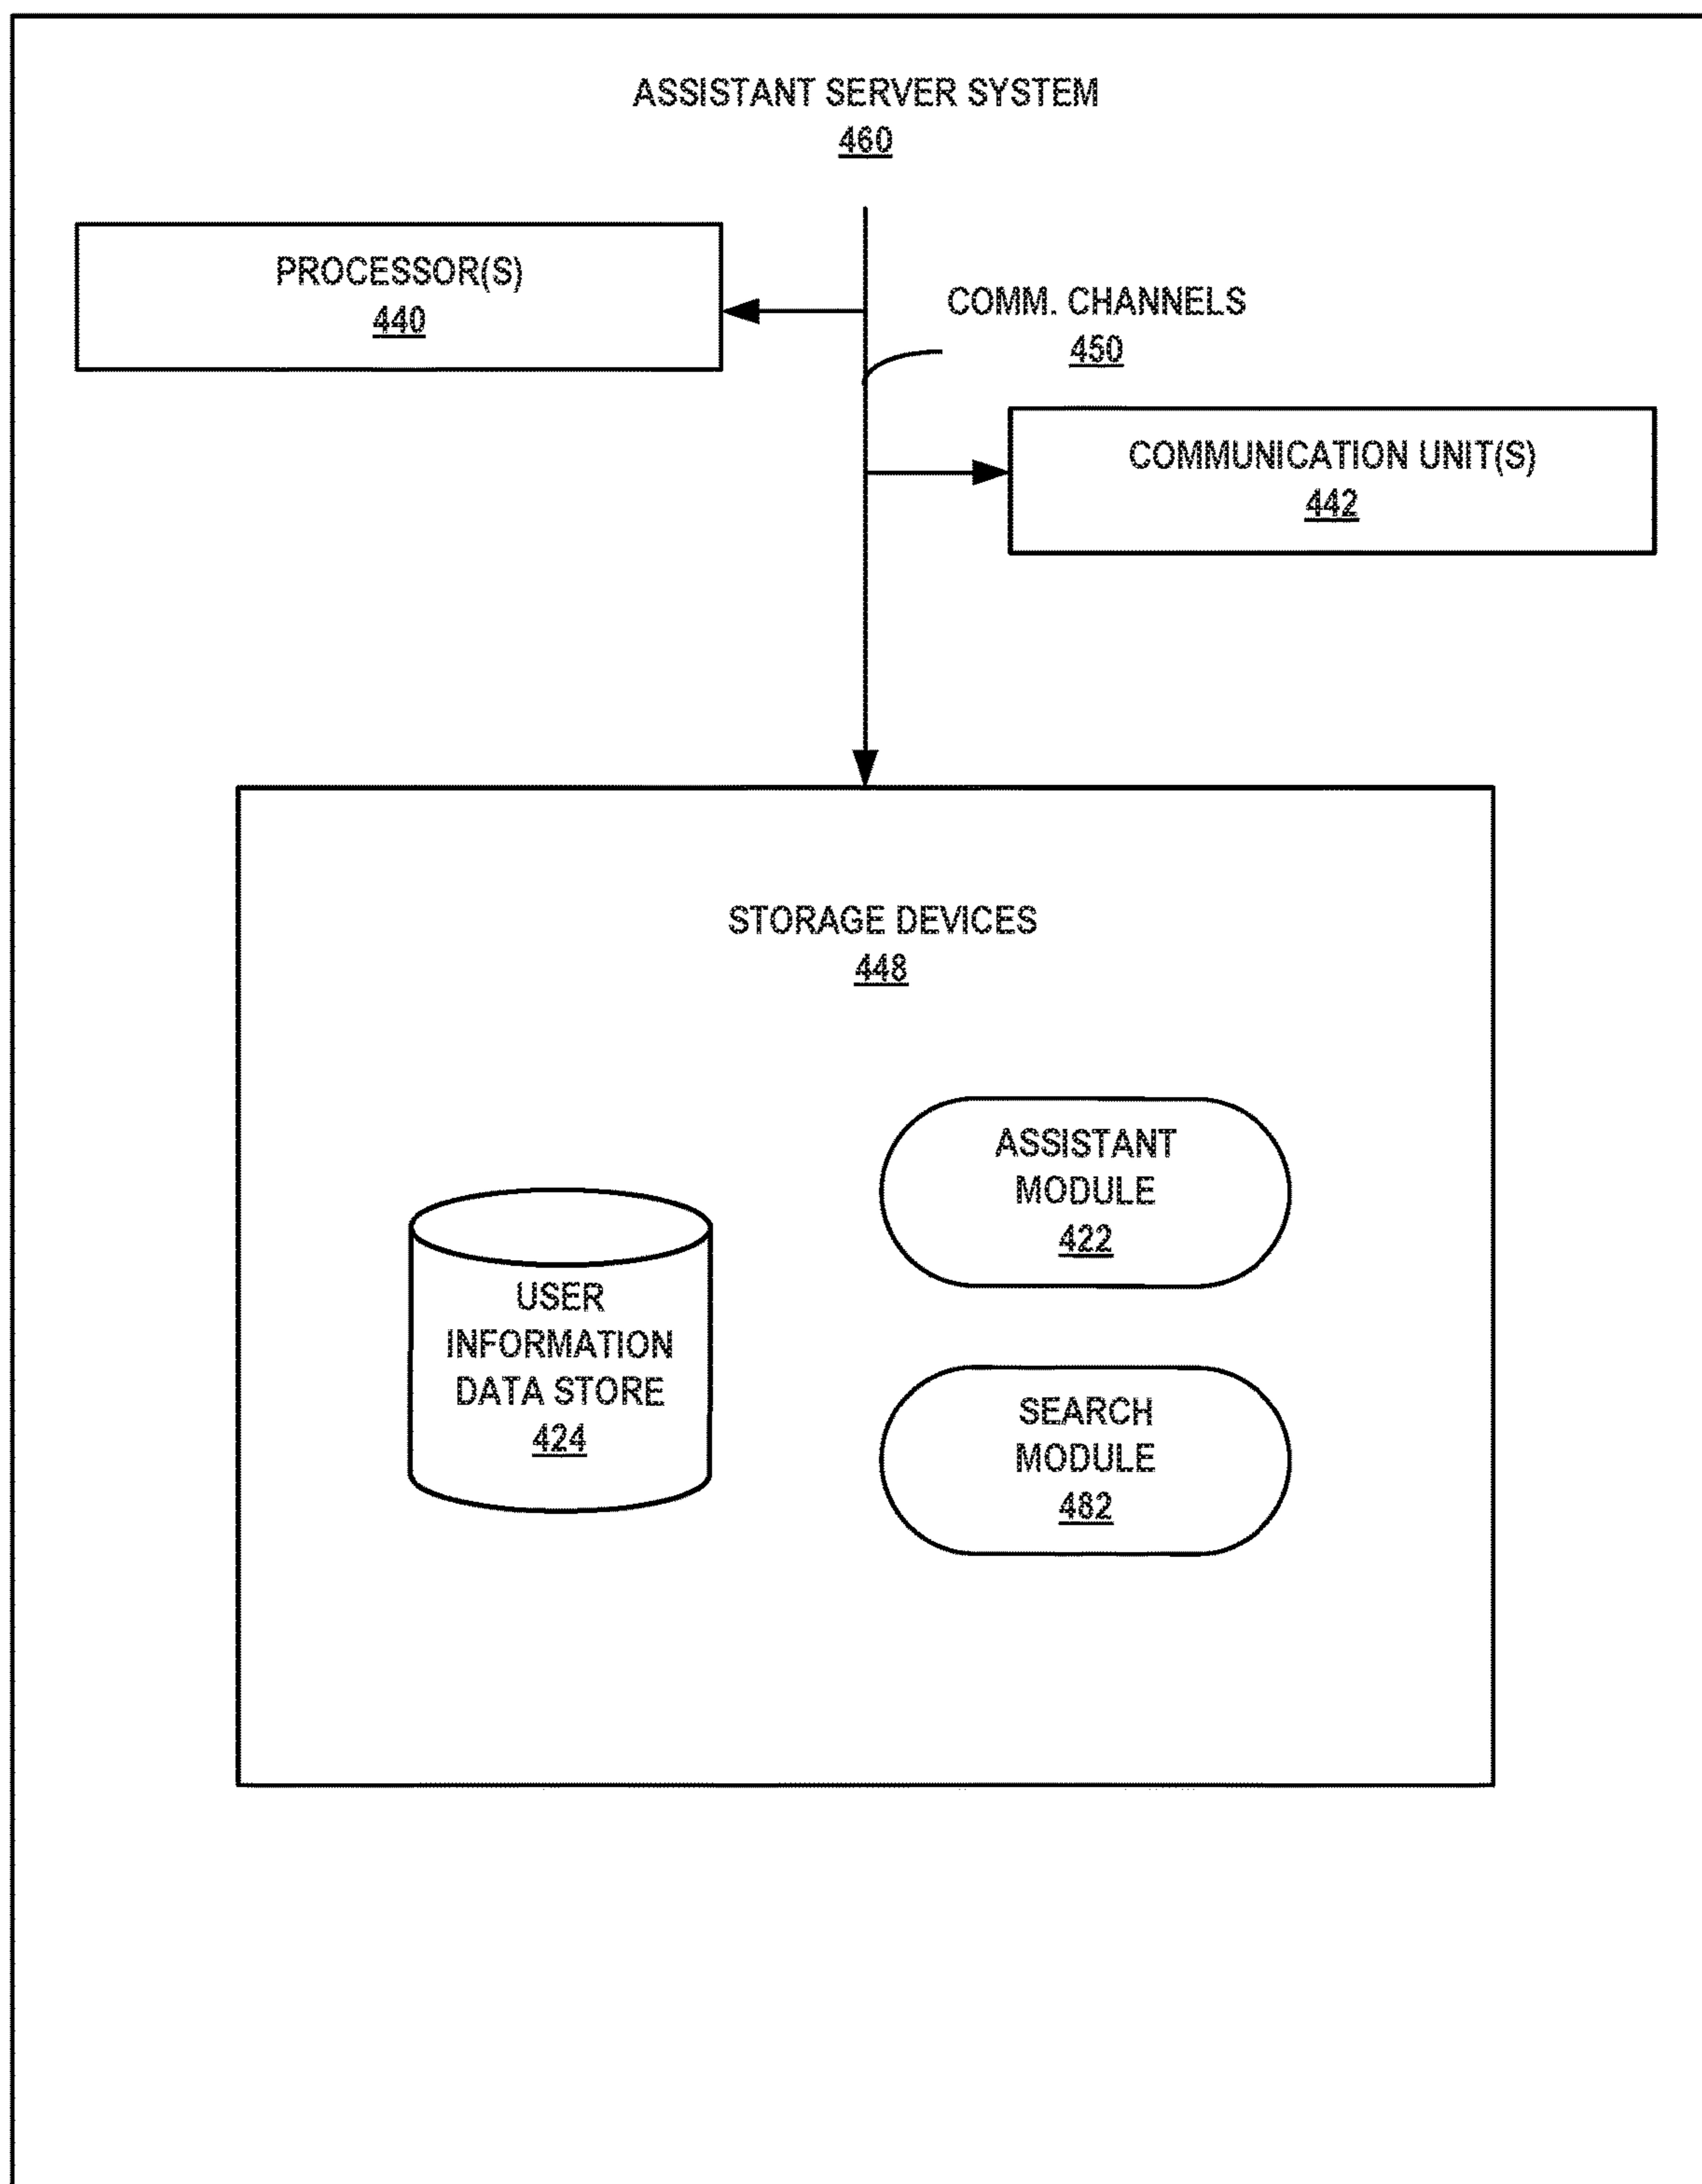 ASSISTANT SERVER SYSTEM
460
PROCESSOR(S)
440
COMM. CHANNELS
450
COMMUNICATION UNIT(S)
442
STORAGE DEVICES
448
ASSISTANT
MODULE
422
USER
INFORMATION
DATA STORE
424
SEARCH
MODULE
482